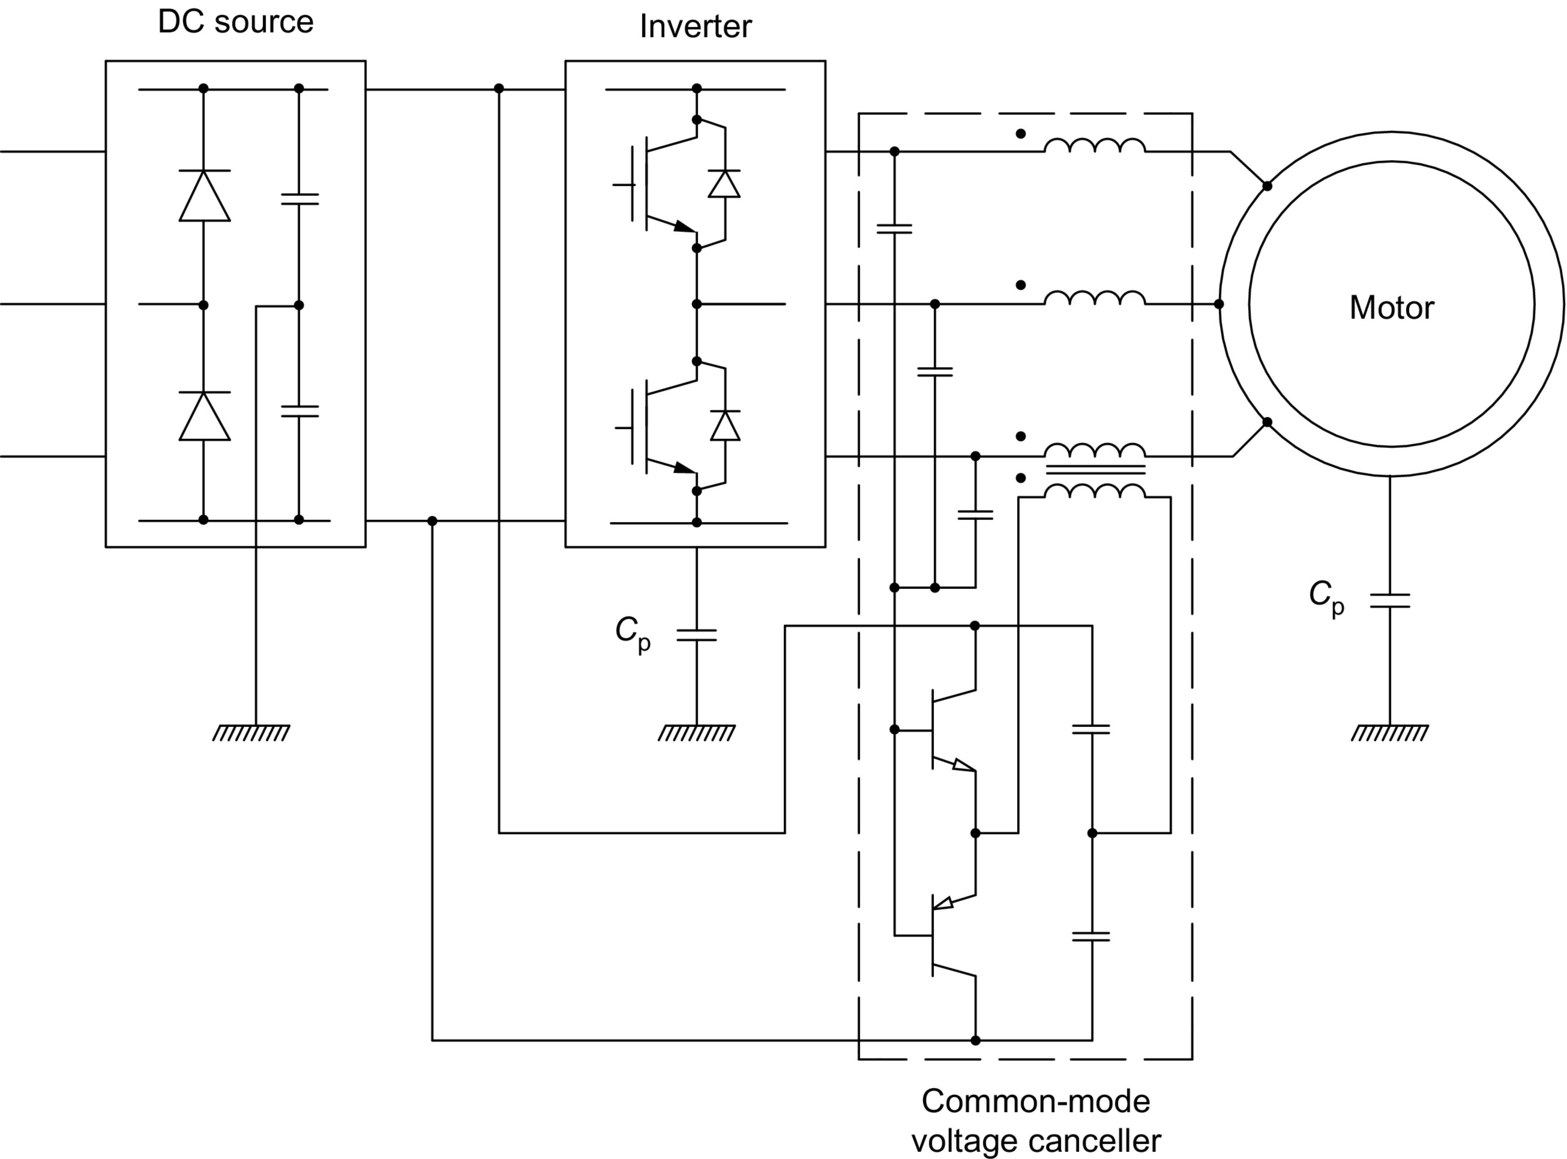 DC source
Inverter
Motor
Cp
Cp
Common-mode
voltage canceller